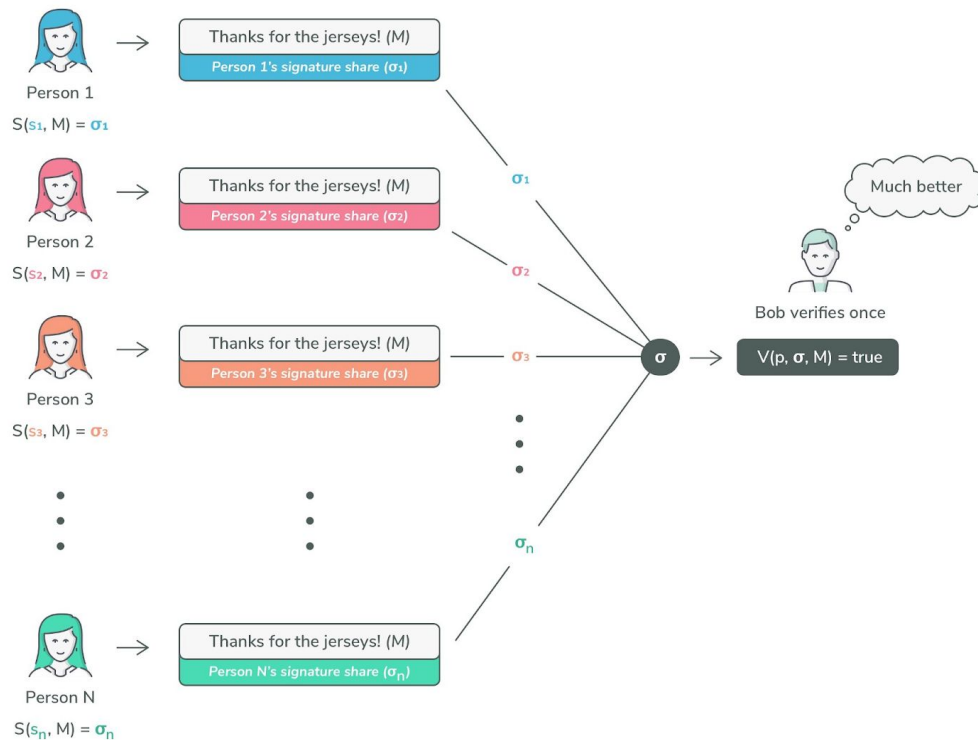 Thanks for the jerseys! (M)
Person 1's signature share (σ₁)
Person 1
S(s₁, M) = σ₁
σ₁
Thanks for the jerseys! (M)
Person 2's signature share (σ₂)
Person 2
S(s₂, M) = σ₂
σ₂
Much better
Bob verifies once
V(p, σ, M) = true
σ
Thanks for the jerseys! (M)
Person 3's signature share (σ₃)
Person 3
S(s₃, M) = σ₃
σ₃
σₙ
Thanks for the jerseys! (M)
Person N's signature share (σₙ)
Person N
S(sₙ, M) = σₙ